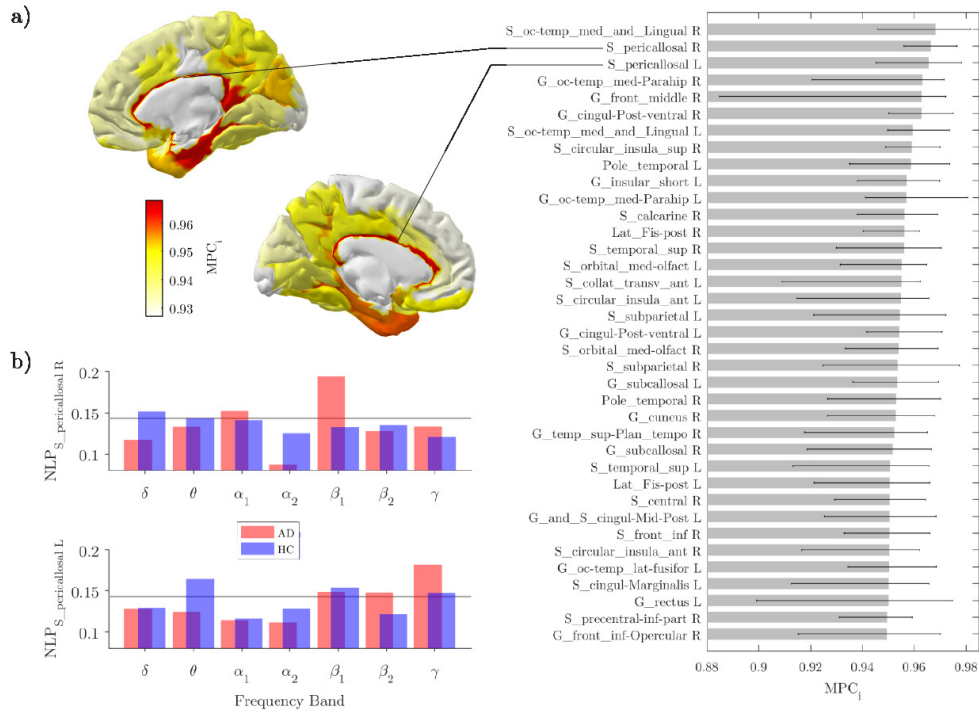 a)
S_oc-temp_med_and_Lingual R
S_pericallosal R
S_pericallosal L
G_oc-temp_med-Parahip R
G_front_middle R
G_cingul-Post-ventral R
S_oc-temp_med_and_Lingual L
S_circular_insula_sup R
Pole_temporal L
G_insular_short L
G_oc-temp_med-Parahip L
S_calcarine R
Lat_Fis-post R
S_temporal_sup R
S_orbital_med-olfact L
S_collat_transv_ant L
S_circular_insula_ant L
S_subparietal L
G_cingul-Post-ventral L
S_orbital_med-olfact R
S_subparietal R
G_subcallosal L
Pole_temporal R
G_cuneus R
G_temp_sup-Plan_tempo R
G_subcallosal R
S_temporal_sup L
Lat_Fis-post L
S_central R
G_and_S_cingul-Mid-Post L
S_front_inf R
S_circular_insula_ant R
G_oc-temp_lat-fusifor L
S_cingul-Marginalis L
G_rectus L
S_precentral-inf-part R
G_front_inf-Opercular R
0.88 0.9 0.92 0.94 0.96 0.98
MPC_i
0.96
0.95
0.94
0.93
MPC_i
b)
NLP_S_pericallosal R
0.2
0.15
0.1
δ θ α₁ α₂ β₁ β₂ γ
AD
HC
NLP_S_pericallosal L
0.2
0.15
0.1
δ θ α₁ α₂ β₁ β₂ γ
Frequency Band